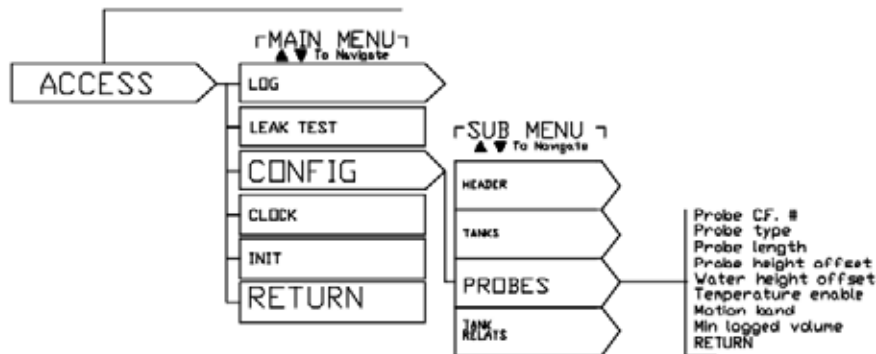 MAIN MENU
▲ ▼ To Navigate
ACCESS
LOG
LEAK TEST
CONFIG
CLOCK
INIT
RETURN
SUB MENU
▲ ▼ To Navigate
HEADER
TANKS
PROBES
TANK
RELAYS
Probe CF. #
Probe type
Probe length
Probe height offset
Water height offset
Temperature enable
Motion band
Min logged volume
RETURN